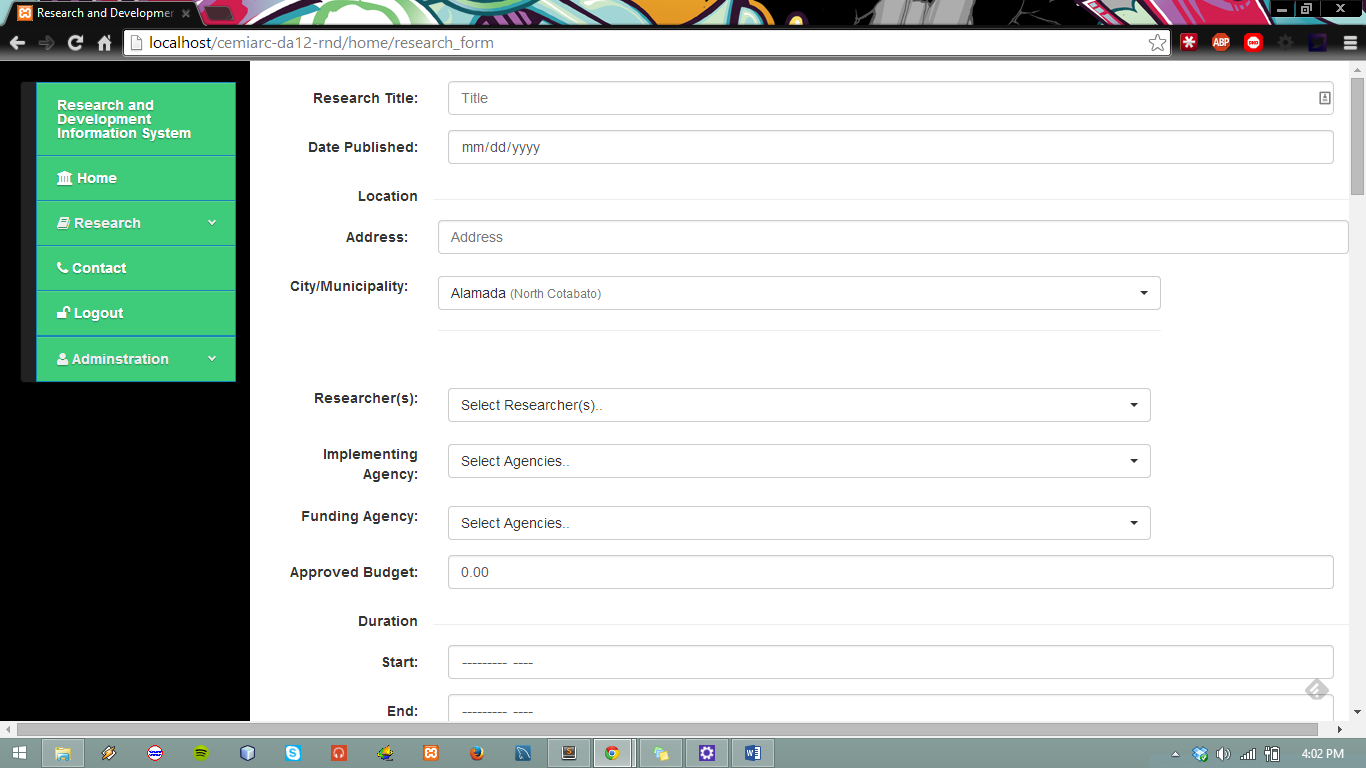 Research and Developmer
localhost/cemiarc-da12-rnd/home/research_form
ABP
Research and
Development
Information System
Home
Research
Contact
Logout
Adminstration
Research Title:
Title
Date Published:
mm/dd/yyyy
Location
Address:
Address
City/Municipality:
Alamada (North Cotabato)
Researcher(s):
Select Researcher(s)..
Implementing
Agency:
Select Agencies..
Funding Agency:
Select Agencies..
Approved Budget:
0.00
Duration
Start:
--------- ----
End:
--------- ----
4:02 PM